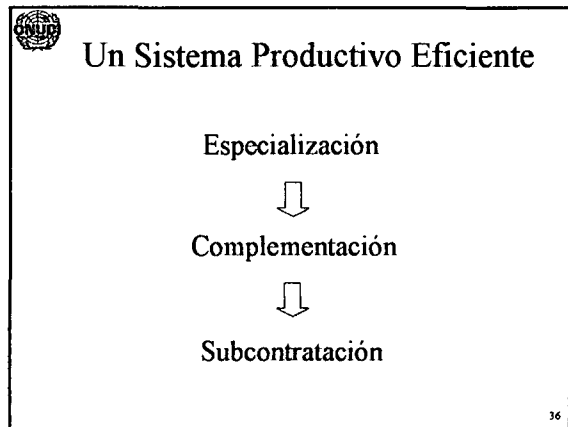 ONUDI
Un Sistema Productivo Eficiente
Especialización
Complementación
Subcontratación
36